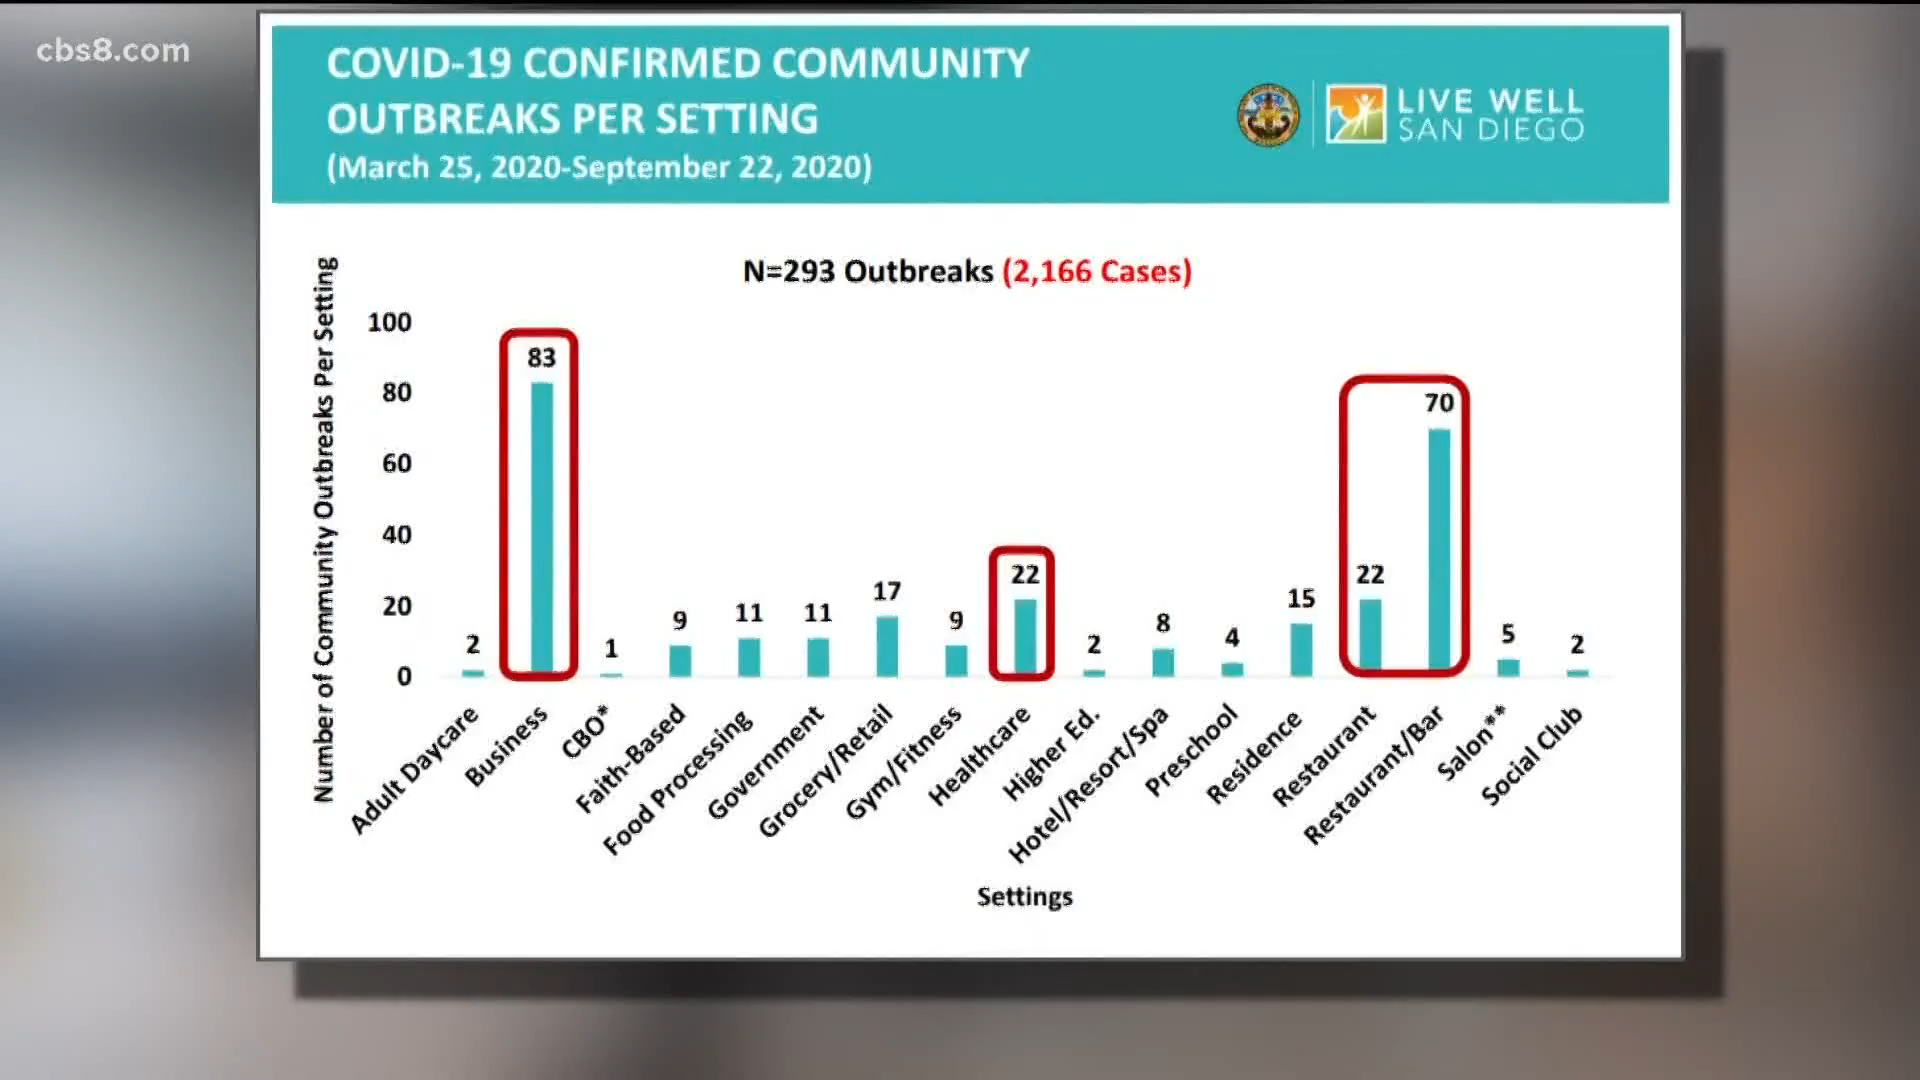 cbs8.com
COVID-19 CONFIRMED COMMUNITY
OUTBREAKS PER SETTING
(March 25, 2020-September 22, 2020)
LIVE WELL
SAN DIEGO
N=293 Outbreaks (2,166 Cases)
Number of Community Outbreaks Per Setting
100
80
60
40
20
0
2
83
1
9
11
11
17
9
22
2
8
4
15
22
70
5
2
Adult Daycare
Business
CBO*
Faith-Based
Food Processing
Government
Grocery/Retail
Gym/Fitness
Healthcare
Higher Ed.
Hotel/Resort/Spa
Preschool
Residence
Restaurant
Restaurant/Bar
Salon**
Social Club
Settings